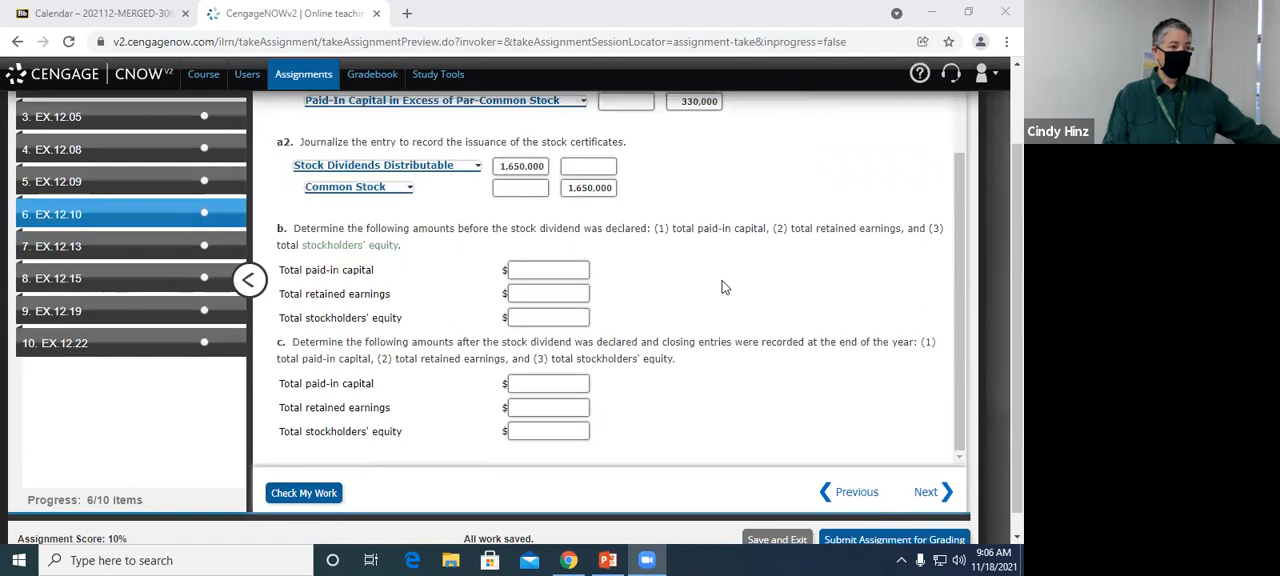 Calendar – 202112-MERGED-306
CengageNOWv2 | Online teachin
v2.cengagenow.com/ilrn/takeAssignment/takeAssignmentPreview.do?invoker=&takeAssignmentSessionLocator=assignment-take&inprogress=false
CENGAGE | CNOWv2 Course Users Assignments Gradebook Study Tools
Cindy Hinz
3. EX.12.05
4. EX.12.08
5. EX.12.09
6. EX.12.10
7. EX.12.13
8. EX.12.15
9. EX.12.19
10. EX.12.22
Progress: 6/10 items
Paid-In Capital in Excess of Par-Common Stock 330,000
a2. Journalize the entry to record the issuance of the stock certificates.
Stock Dividends Distributable 1,650,000
Common Stock 1,650,000
b. Determine the following amounts before the stock dividend was declared: (1) total paid-in capital, (2) total retained earnings, and (3)
total stockholders' equity.
Total paid-in capital $
Total retained earnings $
Total stockholders' equity $
c. Determine the following amounts after the stock dividend was declared and closing entries were recorded at the end of the year: (1)
total paid-in capital, (2) total retained earnings, and (3) total stockholders' equity.
Total paid-in capital $
Total retained earnings $
Total stockholders' equity $
Check My Work
Previous Next
Assignment Score: 10% All work saved. Save and Exit Submit Assignment for Grading
Type here to search
9:06 AM
11/18/2021